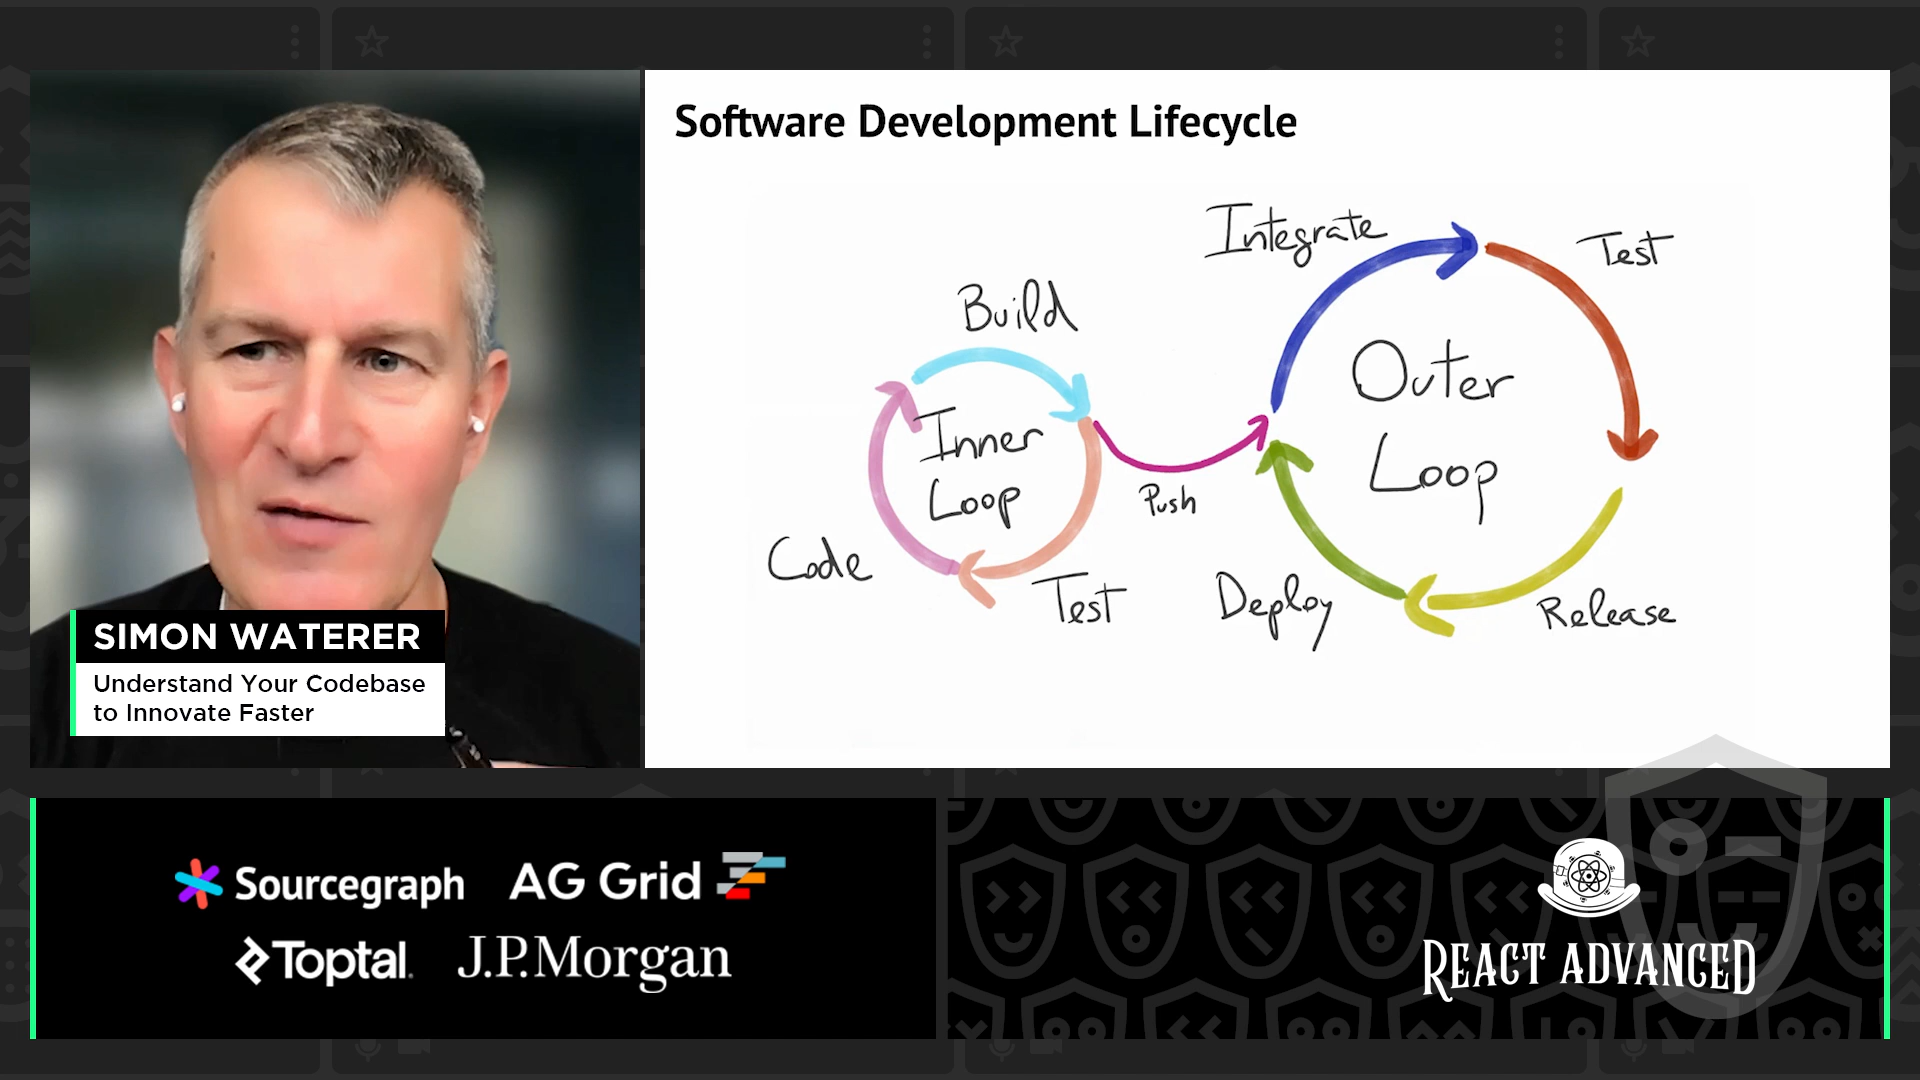 Software Development Lifecycle
Integrate
Test
Build
Outer
Loop
Inner
Loop
Push
Code
Test
Deploy
Release
SIMON WATERER
Understand Your Codebase
to Innovate Faster
Sourcegraph
AG Grid
Toptal
J.P.Morgan
REACT ADVANCED